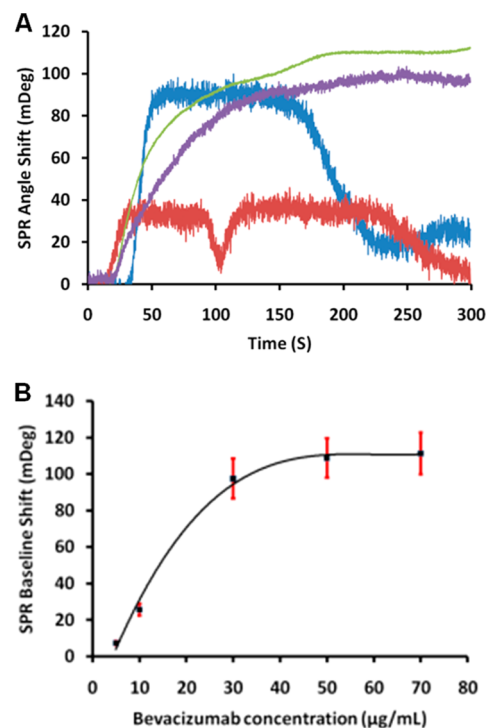 A
SPR Angle Shift (mDeg)
120
100
80
60
40
20
0
0 50 100 150 200 250 300
Time (S)
B
SPR Baseline Shift (mDeg)
140
120
100
80
60
40
20
0
0 10 20 30 40 50 60 70 80
Bevacizumab concentration (µg/mL)